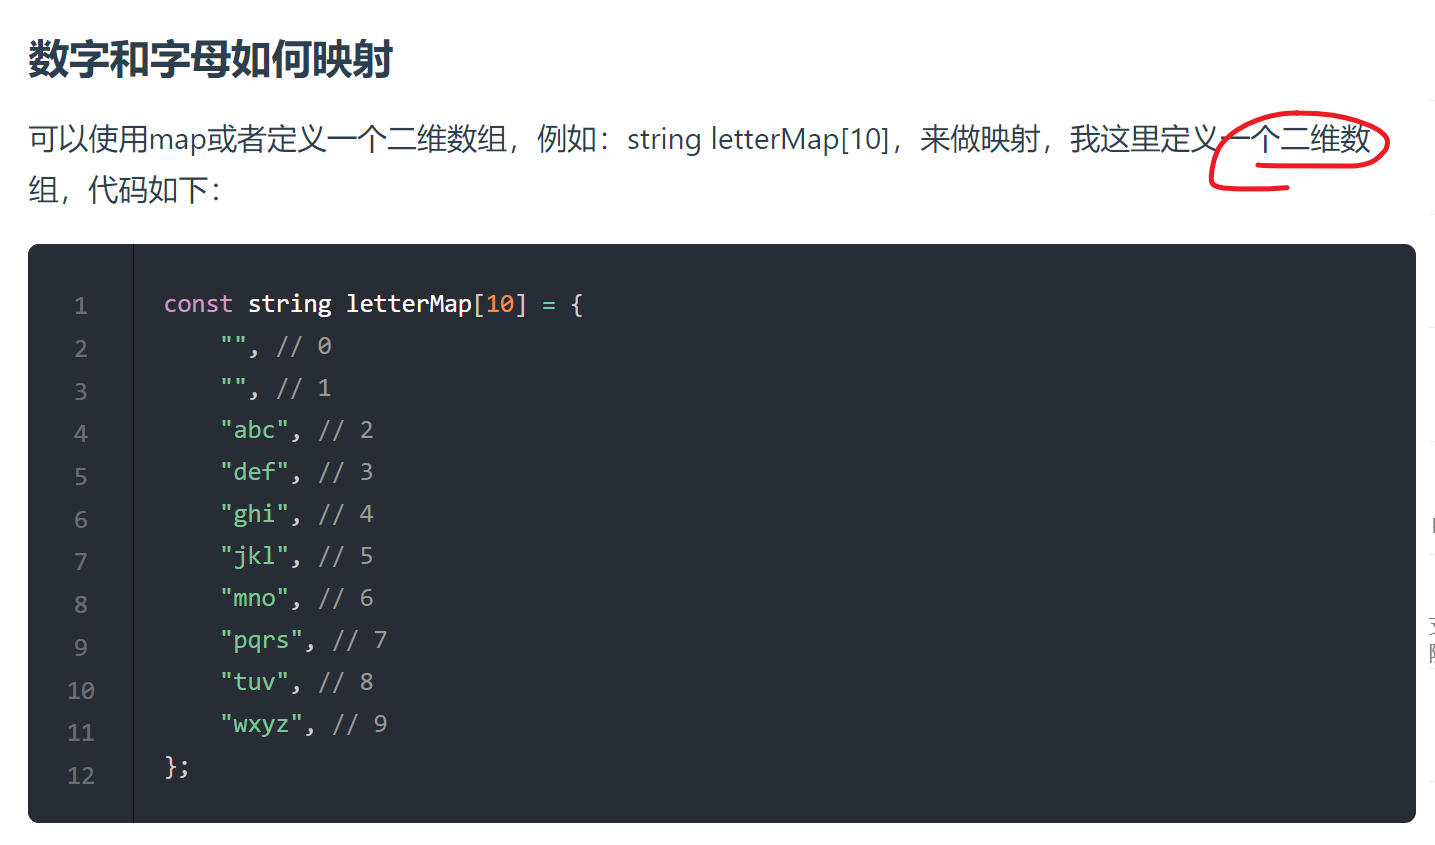 数字和字母如何映射
可以使用map或者定义一个二维数组，例如：string letterMap[10]，来做映射，我这里定义一个二维数
组，代码如下：
1 const string letterMap[10] = {
2 "", // 0
3 "", // 1
4 "abc", // 2
5 "def", // 3
6 "ghi", // 4
7 "jkl", // 5
8 "mno", // 6
9 "pqrs", // 7
10 "tuv", // 8
11 "wxyz", // 9
12 };